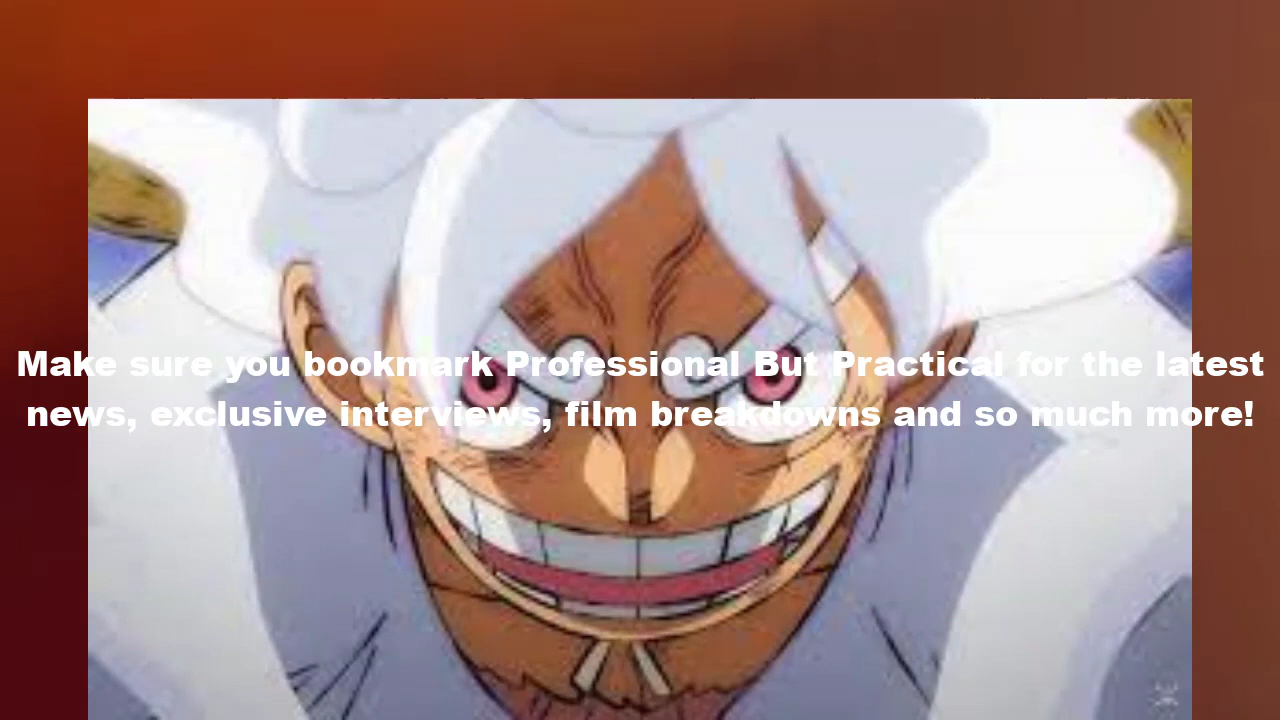 Make sure you bookmark Professional But Practical for the latest
news, exclusive interviews, film breakdowns and so much more!